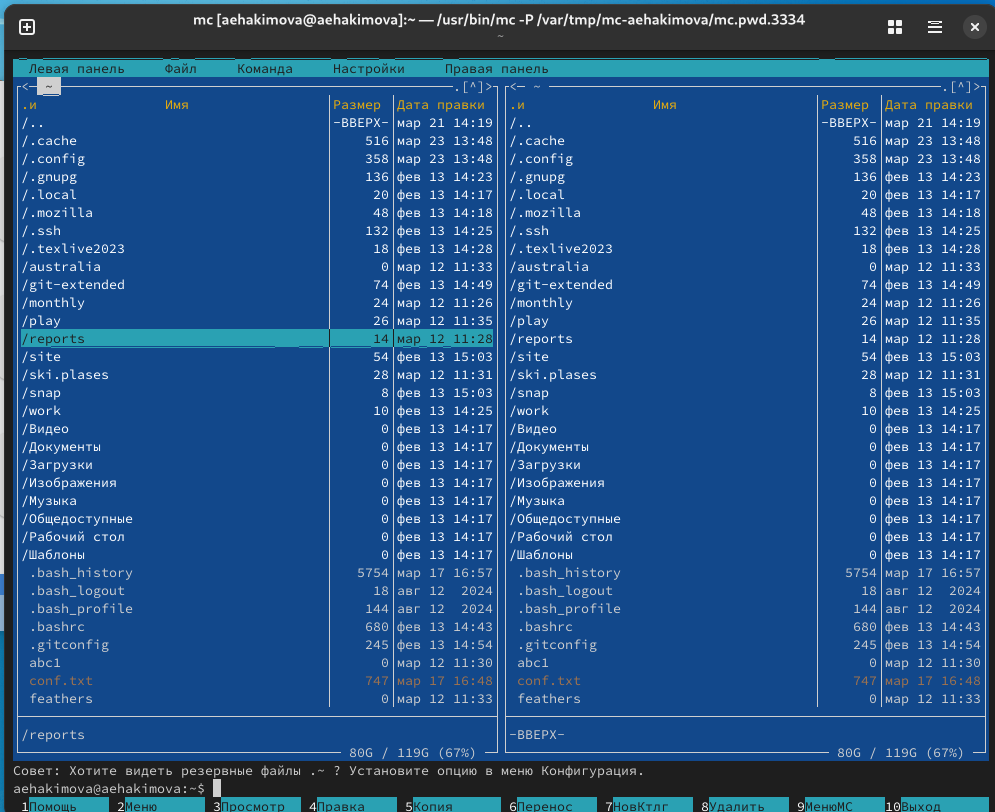 mc [aehakimova@aehakimova]:~ — /usr/bin/mc -P /var/tmp/mc-aehakimova/mc.pwd.3334
~
Левая панель Файл Команда Настройки Правая панель
<─ ~ .[^]> <─ ~ .[^]>
.и Имя Размер Дата правки .и Имя Размер Дата правки
/.. -ВВЕРХ- мар 21 14:19 /.. -ВВЕРХ- мар 21 14:19
/.cache 516 мар 23 13:48 /.cache 516 мар 23 13:48
/.config 358 мар 23 13:48 /.config 358 мар 23 13:48
/.gnupg 136 фев 13 14:23 /.gnupg 136 фев 13 14:23
/.local 20 фев 13 14:17 /.local 20 фев 13 14:17
/.mozilla 48 фев 13 14:18 /.mozilla 48 фев 13 14:18
/.ssh 132 фев 13 14:25 /.ssh 132 фев 13 14:25
/.texlive2023 18 фев 13 14:28 /.texlive2023 18 фев 13 14:28
/australia 0 мар 12 11:33 /australia 0 мар 12 11:33
/git-extended 74 фев 13 14:49 /git-extended 74 фев 13 14:49
/monthly 24 мар 12 11:26 /monthly 24 мар 12 11:26
/play 26 мар 12 11:35 /play 26 мар 12 11:35
/reports 14 мар 12 11:28 /reports 14 мар 12 11:28
/site 54 фев 13 15:03 /site 54 фев 13 15:03
/ski.plases 28 мар 12 11:31 /ski.plases 28 мар 12 11:31
/snap 8 фев 13 15:03 /snap 8 фев 13 15:03
/work 10 фев 13 14:25 /work 10 фев 13 14:25
/Видео 0 фев 13 14:17 /Видео 0 фев 13 14:17
/Документы 0 фев 13 14:17 /Документы 0 фев 13 14:17
/Загрузки 0 фев 13 14:17 /Загрузки 0 фев 13 14:17
/Изображения 0 фев 13 14:17 /Изображения 0 фев 13 14:17
/Музыка 0 фев 13 14:17 /Музыка 0 фев 13 14:17
/Общедоступные 0 фев 13 14:17 /Общедоступные 0 фев 13 14:17
/Рабочий стол 0 фев 13 14:17 /Рабочий стол 0 фев 13 14:17
/Шаблоны 0 фев 13 14:17 /Шаблоны 0 фев 13 14:17
.bash_history 5754 мар 17 16:57 .bash_history 5754 мар 17 16:57
.bash_logout 18 авг 12 2024 .bash_logout 18 авг 12 2024
.bash_profile 144 авг 12 2024 .bash_profile 144 авг 12 2024
.bashrc 680 фев 13 14:43 .bashrc 680 фев 13 14:43
.gitconfig 245 фев 13 14:54 .gitconfig 245 фев 13 14:54
abc1 0 мар 12 11:30 abc1 0 мар 12 11:30
conf.txt 747 мар 17 16:48 conf.txt 747 мар 17 16:48
feathers 0 мар 12 11:33 feathers 0 мар 12 11:33
/reports -ВВЕРХ-
80G / 119G (67%) 80G / 119G (67%)
Совет: Хотите видеть резервные файлы .~ ? Установите опцию в меню Конфигурация.
aehakimova@aehakimova:~$
1Помощь 2Меню 3Просмотр 4Правка 5Копия 6Перенос 7НовКтлг 8Удалить 9МенюМС 10Выход